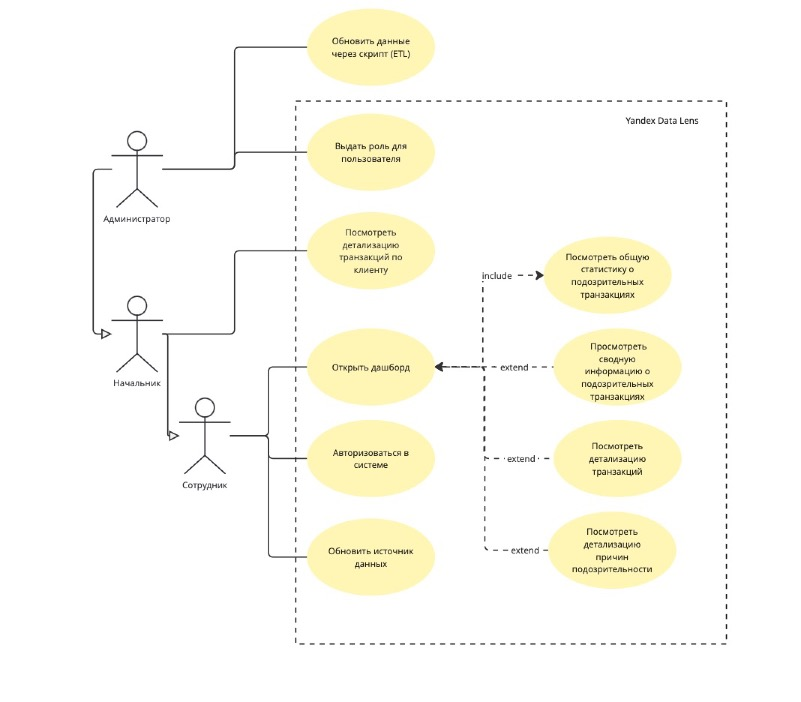 Обновить данные
через скрипт (ETL)
Yandex Data Lens
Выдать роль для
пользователя
Администратор
Посмотреть
детализацию
транзакций по
клиенту
include
Посмотреть общую
статистику о
подозрительных
транзакциях
Начальник
Открыть дашборд
extend
Просмотреть
сводную
информацию о
подозрительных
транзакциях
Сотрудник
Авторизоваться в
системе
extend
Посмотреть
детализацию
транзакций
Обновить источник
данных
extend
Посмотреть
детализацию
причин
подозрительности